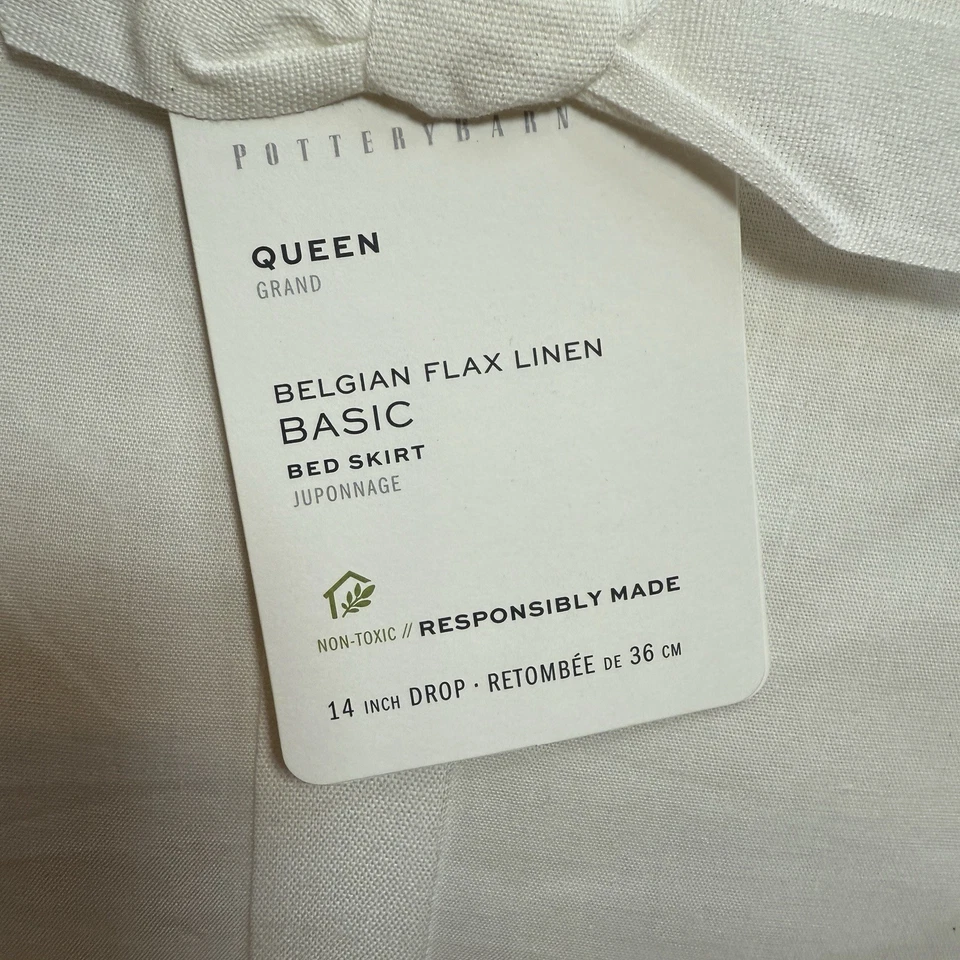 POTTERYBARN
QUEEN
GRAND
BELGIAN FLAX LINEN
BASIC
BED SKIRT
JUPONNAGE
NON-TOXIC // RESPONSIBLY MADE
14 INCH DROP · RETOMBÉE DE 36 CM